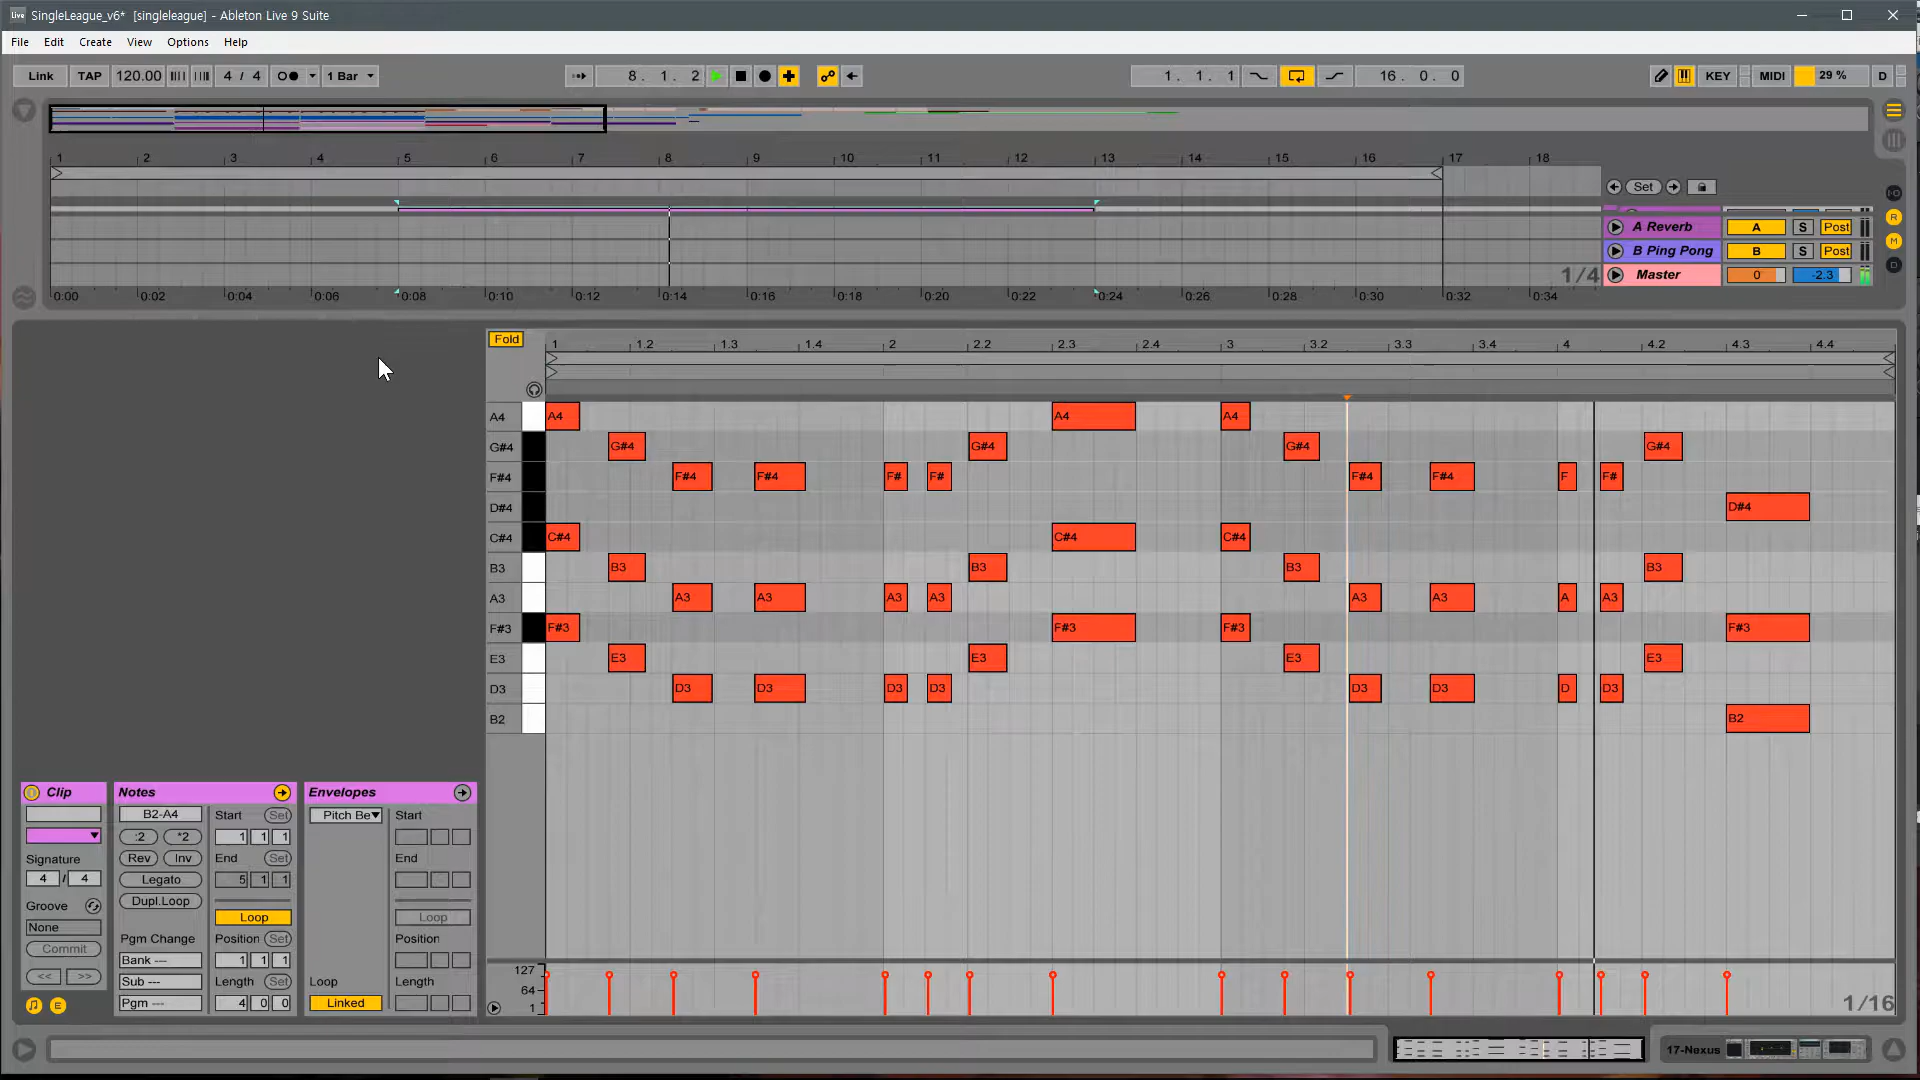 Live SingleLeague_v6* [singleleague] - Ableton Live 9 Suite
File Edit Create View Options Help
Link TAP 120.00 4 / 4 1 Bar 8. 1. 2 1. 1. 1 16. 0. 0 KEY MIDI 29 % D
1 2 3 4 5 6 7 8 9 10 11 12 13 14 15 16 17 18
Set
A Reverb A S Post
B Ping Pong B S Post
1/4 Master 0 -2.3
0:00 0:02 0:04 0:06 0:08 0:10 0:12 0:14 0:16 0:18 0:20 0:22 0:24 0:26 0:28 0:30 0:32 0:34
R
M
D
Fold 1 1.2 1.3 1.4 2 2.2 2.3 2.4 3 3.2 3.3 3.4 4 4.2 4.3 4.4
A4 A4 A4 A4
G#4 G#4 G#4 G#4 G#4
F#4 F#4 F#4 F# F# F#4 F#4 F F#
D#4 D#4
C#4 C#4 C#4 C#4
B3 B3 B3 B3 B3
A3 A3 A3 A3 A3 A3 A3 A A3
F#3 F#3 F#3 F#3 F#3
E3 E3 E3 E3 E3
D3 D3 D3 D3 D3 D3 D3 D D3
B2 B2
Clip Notes Envelopes
B2-A4 Start Set Pitch Be Start
:2 *2 1 1 1
Signature Rev Inv End Set End
4 / 4 Legato 5 1 1
Groove Dupl.Loop
None Loop Loop
Commit Pgm Change Position Set Position
Bank --- 1 1 1
<< >> Sub --- Length Set Loop Length
E Pgm --- 4 0 0 Linked
127
64
1
1/16
17-Nexus